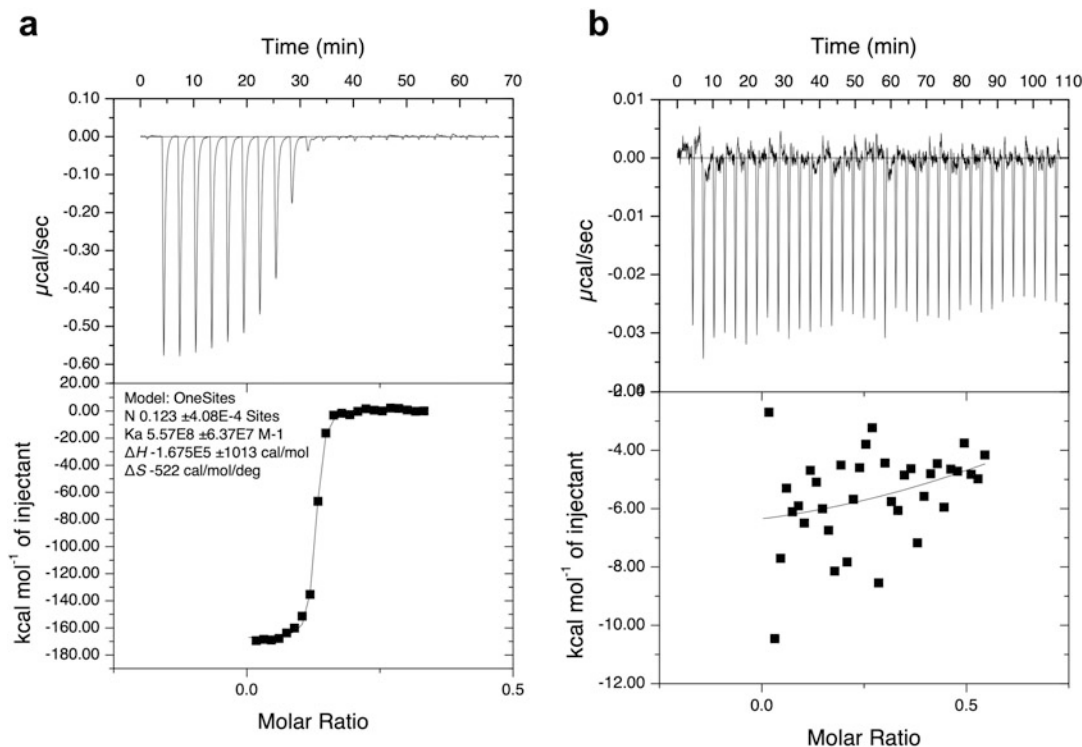 a
Time (min)
0 10 20 30 40 50 60 70
0.10
0.00
-0.10
-0.20
-0.30
-0.40
-0.50
-0.60
µcal/sec
20.00
0.00
-20.00
-40.00
-60.00
-80.00
-100.00
-120.00
-140.00
-160.00
-180.00
kcal mol⁻¹ of injectant
Model: OneSites
N 0.123 ±4.08E-4 Sites
Ka 5.57E8 ±6.37E7 M-1
ΔH -1.675E5 ±1013 cal/mol
ΔS -522 cal/mol/deg
0.0 0.5
Molar Ratio
b
Time (min)
0 10 20 30 40 50 60 70 80 90 100 110
0.01
0.00
-0.01
-0.02
-0.03
µcal/sec
-4.00
-6.00
-8.00
-10.00
-12.00
kcal mol⁻¹ of injectant
0.0 0.5
Molar Ratio